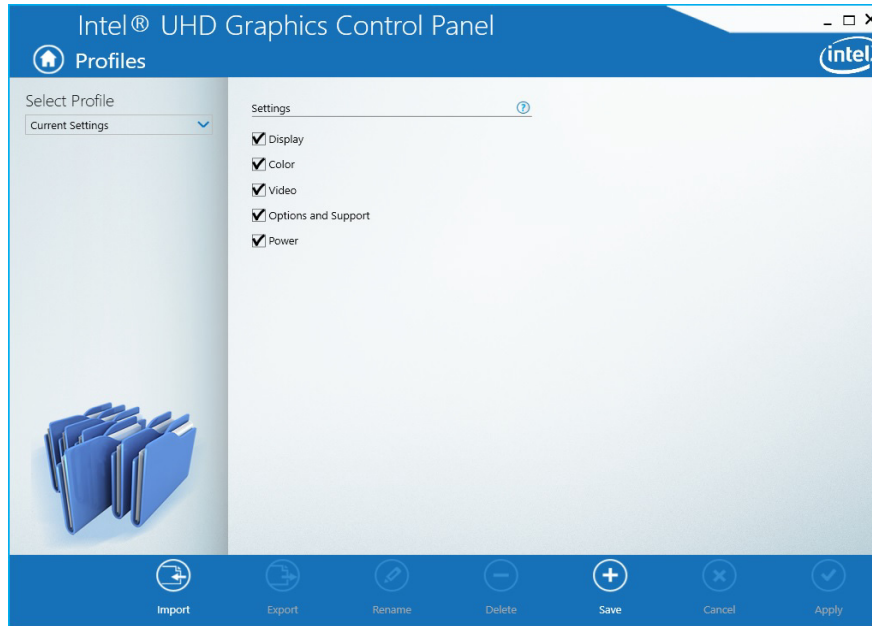 Intel® UHD Graphics Control Panel
Profiles
intel
Select Profile
Current Settings
Settings
?
Display
Color
Video
Options and Support
Power
Import
Export
Rename
Delete
Save
Cancel
Apply